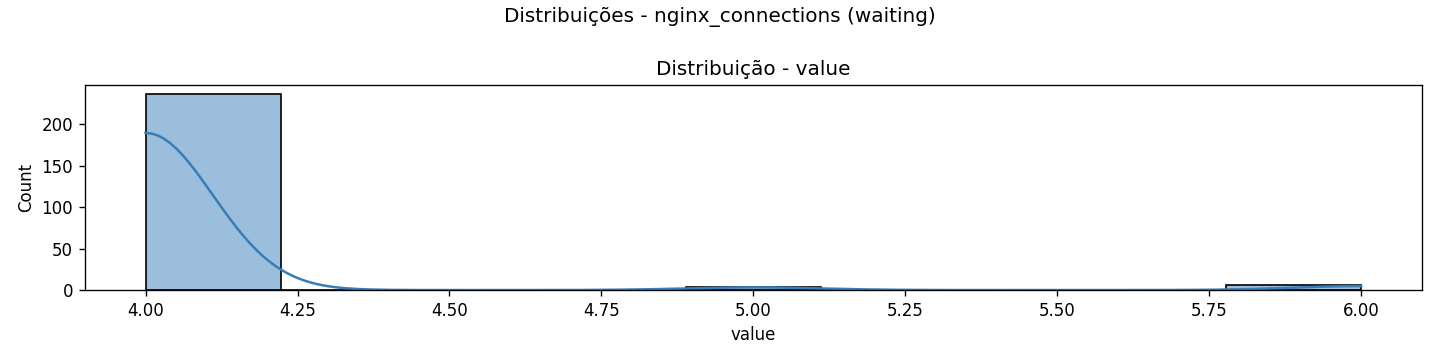 Distribuições - nginx_connections (waiting)
Distribuição - value
Count
200
150
100
50
0
4.00 4.25 4.50 4.75 5.00 5.25 5.50 5.75 6.00
value